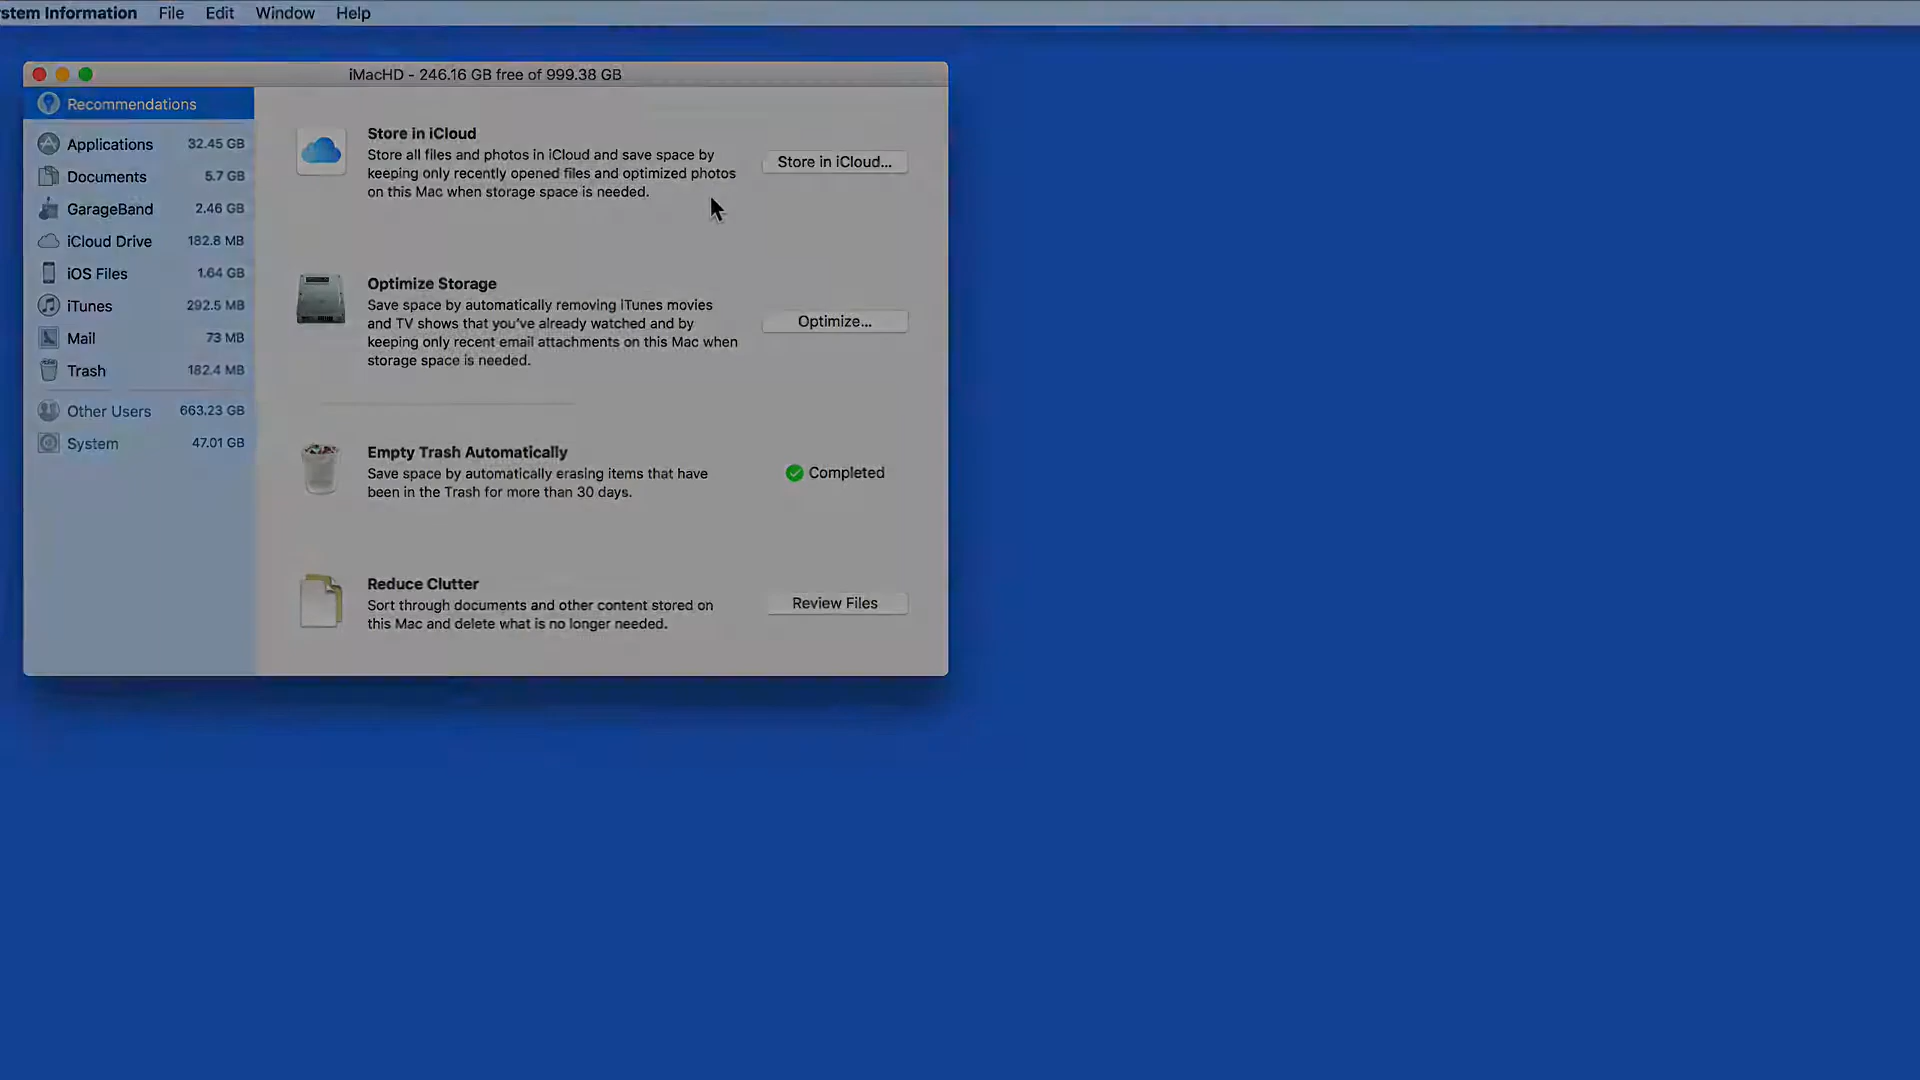 stem Information File Edit Window Help
iMacHD - 246.16 GB free of 999.38 GB
Recommendations
Applications 32.45 GB
Documents 5.7 GB
GarageBand 2.46 GB
iCloud Drive 182.8 MB
iOS Files 1.64 GB
iTunes 292.5 MB
Mail 73 MB
Trash 182.4 MB
Other Users 663.23 GB
System 47.01 GB
Store in iCloud
Store all files and photos in iCloud and save space by
keeping only recently opened files and optimized photos
on this Mac when storage space is needed.
Store in iCloud...
Optimize Storage
Save space by automatically removing iTunes movies
and TV shows that you've already watched and by
keeping only recent email attachments on this Mac when
storage space is needed.
Optimize...
Empty Trash Automatically
Save space by automatically erasing items that have
been in the Trash for more than 30 days.
Completed
Reduce Clutter
Sort through documents and other content stored on
this Mac and delete what is no longer needed.
Review Files